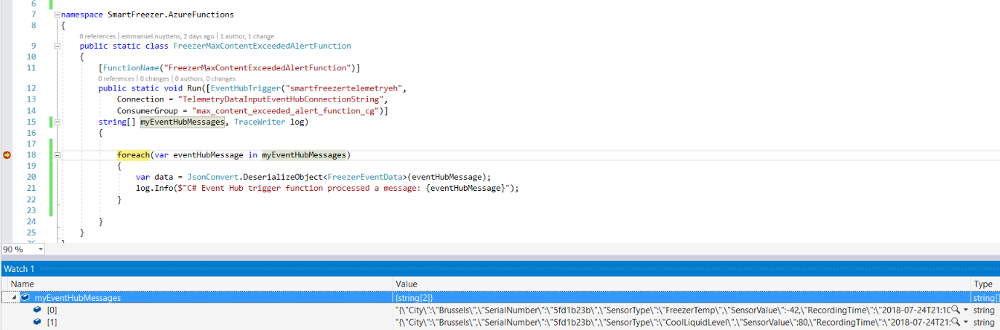 6
7 namespace SmartFreezer.AzureFunctions
8 {
0 references | emmanuel.nuyttens, 2 days ago | 1 author, 1 change
9 public static class FreezerMaxContentExceededAlertFunction
10 {
11 [FunctionName("FreezerMaxContentExceededAlertFunction")]
0 references | 0 changes | 0 authors, 0 changes
12 public static void Run([EventHubTrigger("smartfreezertelemetryeh",
13 Connection = "TelemetryDataInputEventHubConnectionString",
14 ConsumerGroup = "max_content_exceeded_alert_function_cg")]
15 string[] myEventHubMessages, TraceWriter log)
16 {
17
18 foreach(var eventHubMessage in myEventHubMessages)
19 {
20 var data = JsonConvert.DeserializeObject<FreezerEventData>(eventHubMessage);
21 log.Info($"C# Event Hub trigger function processed a message: {eventHubMessage}");
22 }
23
24 }
25 }
26 }
90 %
Watch 1
Name Value Type
myEventHubMessages {string[2]} string[]
[0] "{\"City\":\"Brussels\",\"SerialNumber\":\"5fd1b23b\",\"SensorType\":\"FreezerTemp\",\"SensorValue\":-42,\"RecordingTime\":\"2018-07-24T21:10 string
[1] "{\"City\":\"Brussels\",\"SerialNumber\":\"5fd1b23b\",\"SensorType\":\"CoolLiquidLevel\",\"SensorValue\":80,\"RecordingTime\":\"2018-07-24T21: string